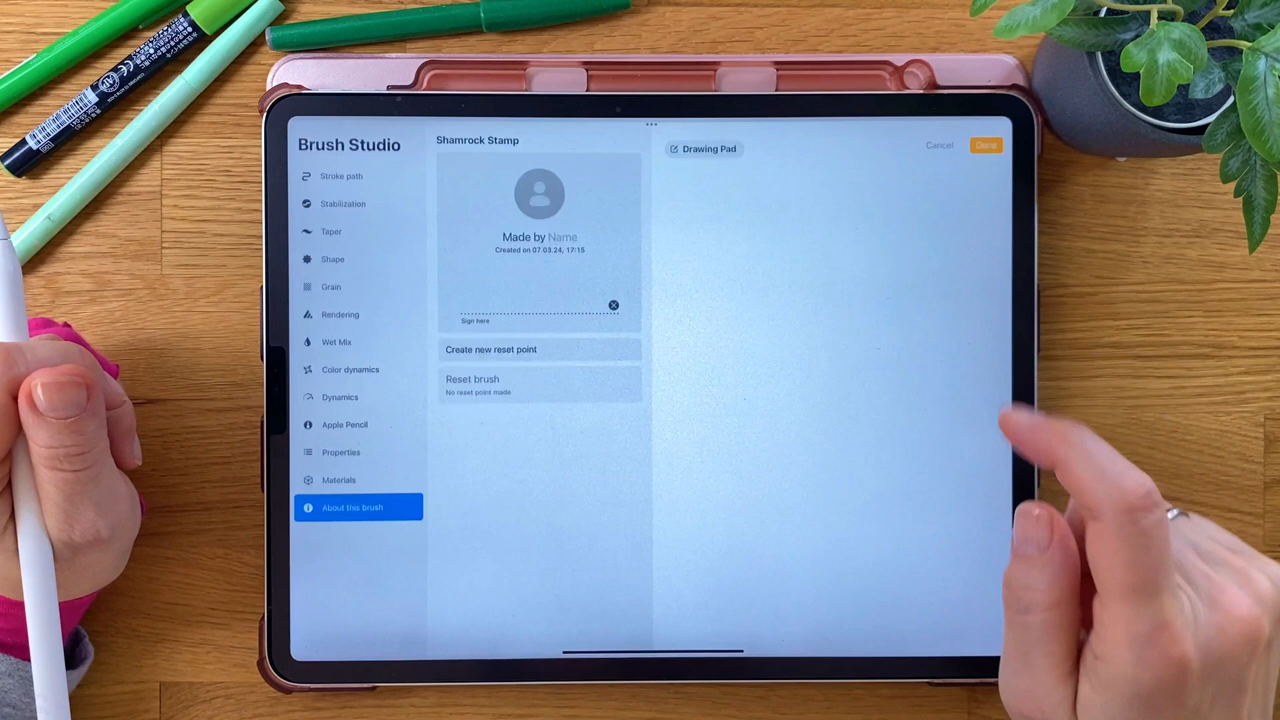 Brush Studio
Stroke path
Stabilization
Taper
Shape
Grain
Rendering
Wet Mix
Color dynamics
Dynamics
Apple Pencil
Properties
Materials
About this brush
Shamrock Stamp
Made by Name
Created on 07.03.24, 17:15
Sign here
Create new reset point
Reset brush
No reset point made
Drawing Pad
Cancel
Done